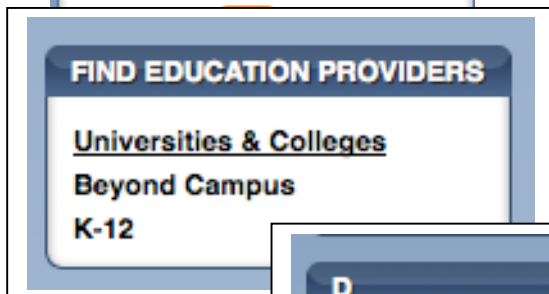 FIND EDUCATION PROVIDERS
Universities & Colleges
Beyond Campus
K-12